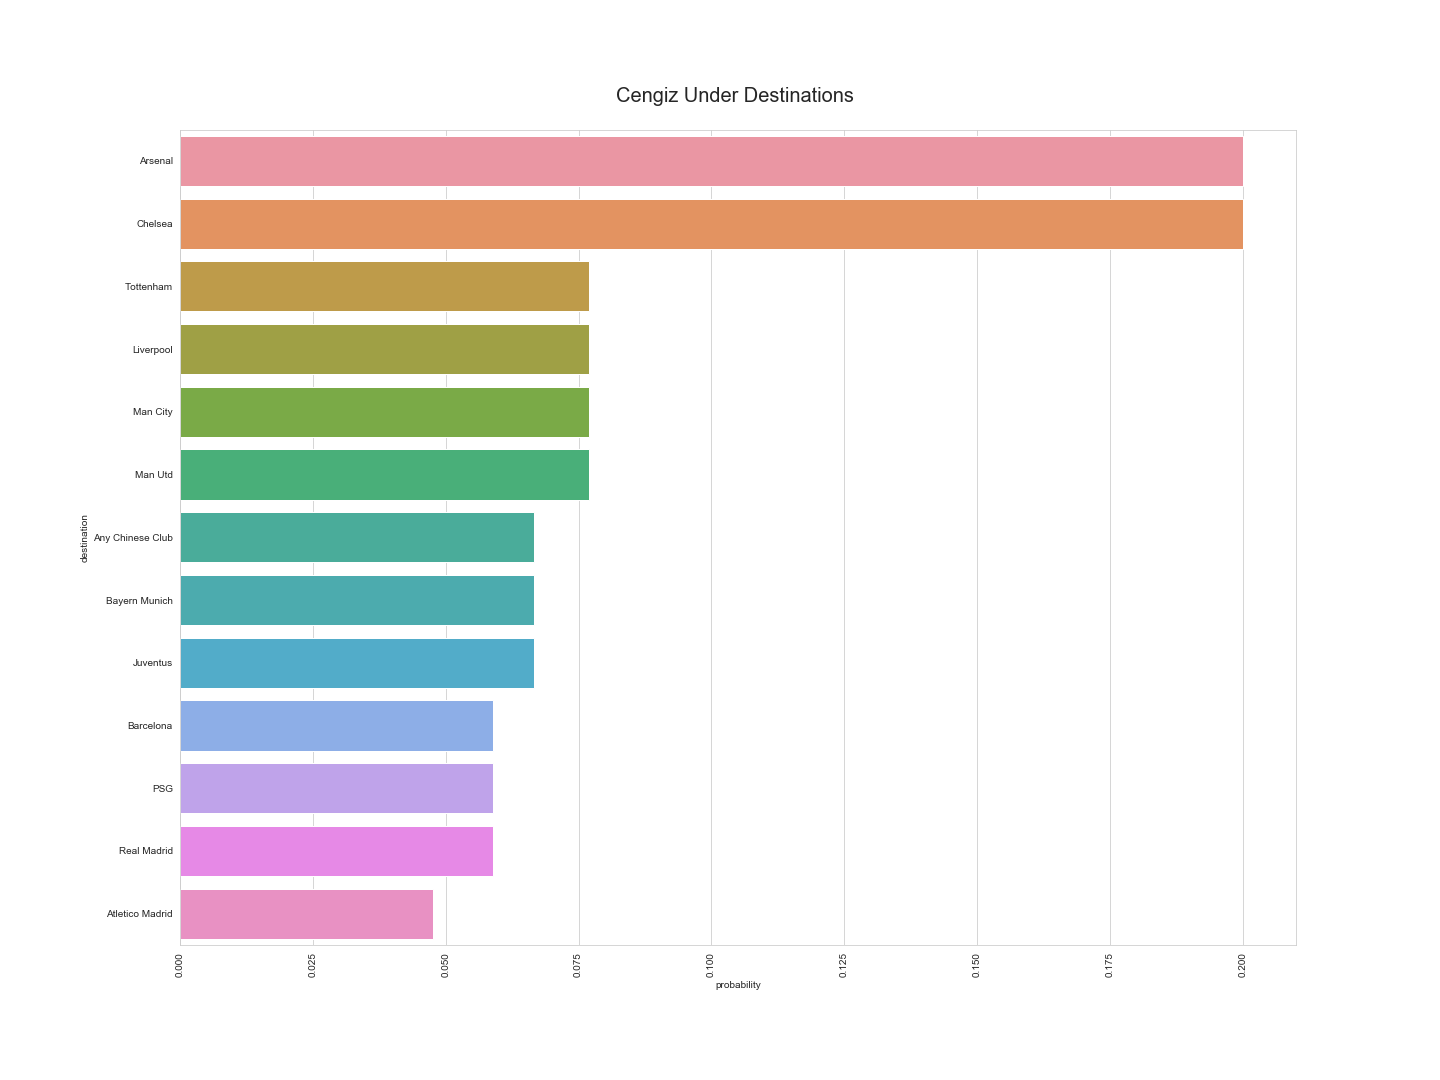 Cengiz Under Destinations
Arsenal
Chelsea
Tottenham
Liverpool
Man City
Man Utd
Any Chinese Club
Bayern Munich
Juventus
Barcelona
PSG
Real Madrid
Atletico Madrid
destination
0.000
0.025
0.050
0.075
0.100
0.125
0.150
0.175
0.200
probability